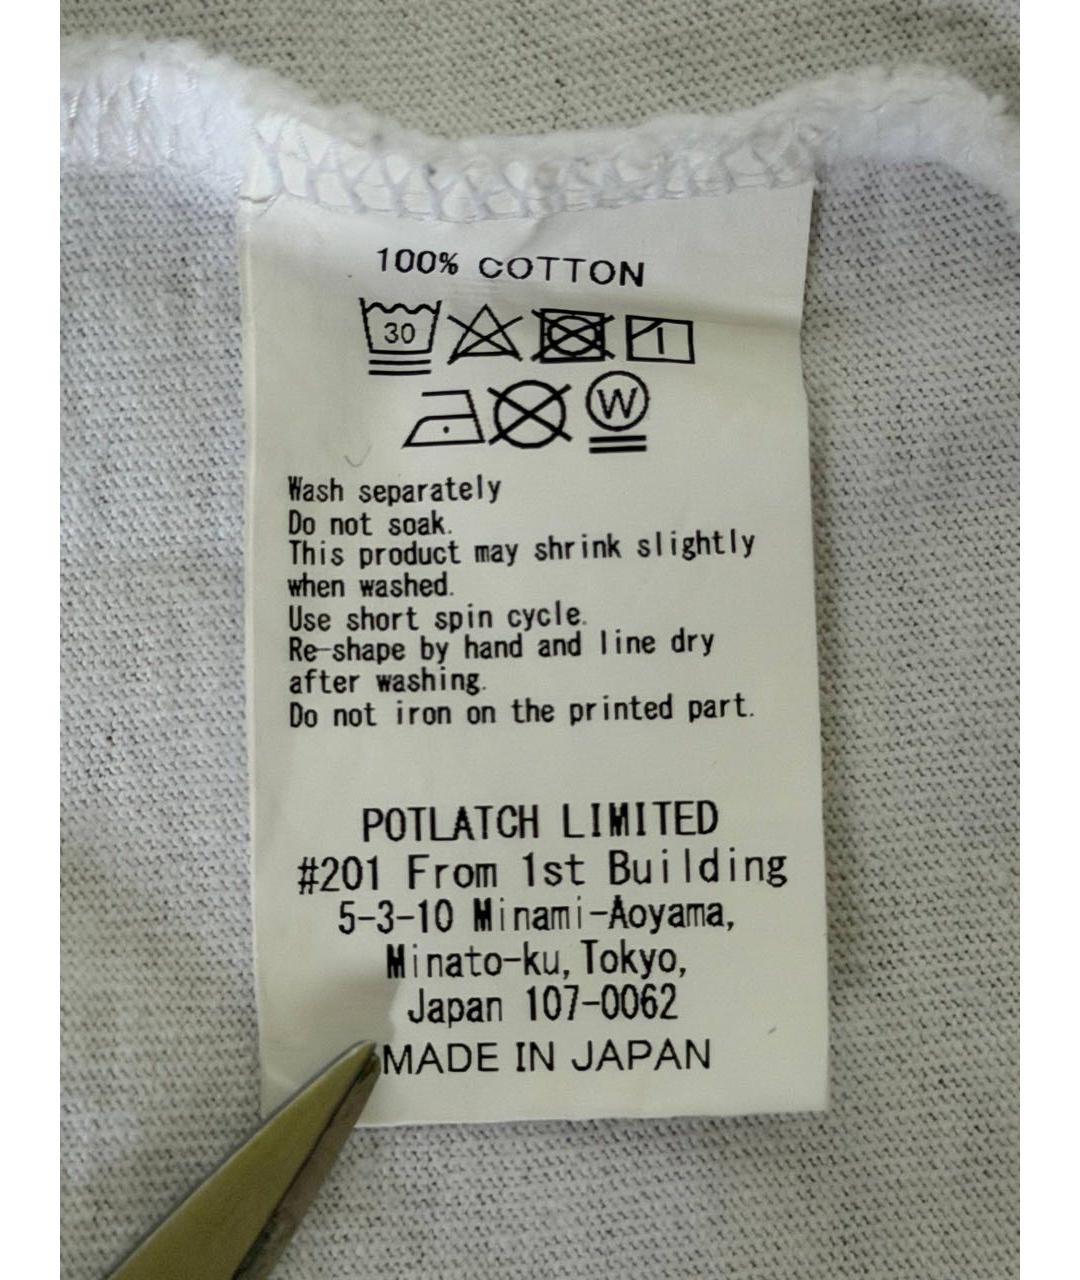 100% COTTON
30
W
Wash separately
Do not soak.
This product may shrink slightly
when washed.
Use short spin cycle.
Re-shape by hand and line dry
after washing.
Do not iron on the printed part.
POTLATCH LIMITED
#201 From 1st Building
5-3-10 Minami-Aoyama,
Minato-ku, Tokyo,
Japan 107-0062
MADE IN JAPAN